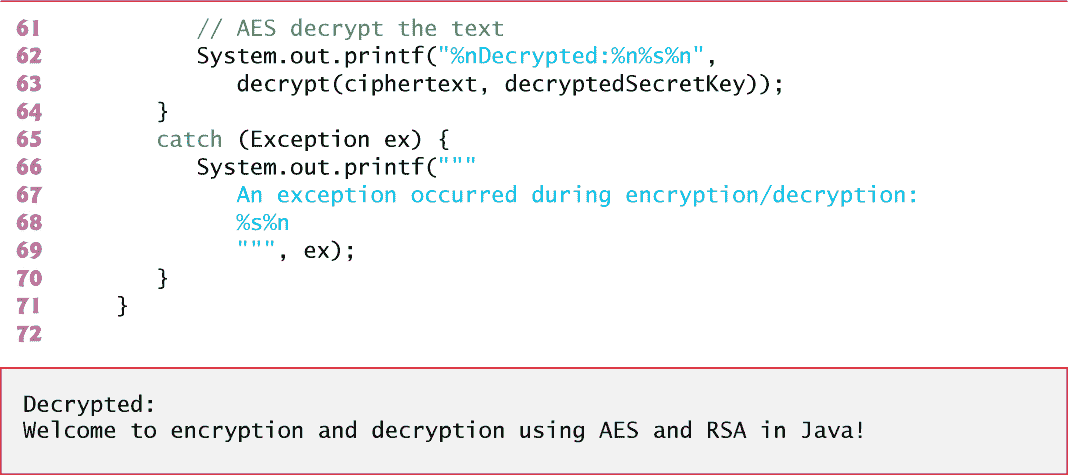 61 // AES decrypt the text
62 System.out.printf("%nDecrypted:%n%s%n",
63 decrypt(ciphertext, decryptedSecretKey));
64 }
65 catch (Exception ex) {
66 System.out.printf("""
67 An exception occurred during encryption/decryption:
68 %s%n
69 """, ex);
70 }
71 }
72
Decrypted:
Welcome to encryption and decryption using AES and RSA in Java!